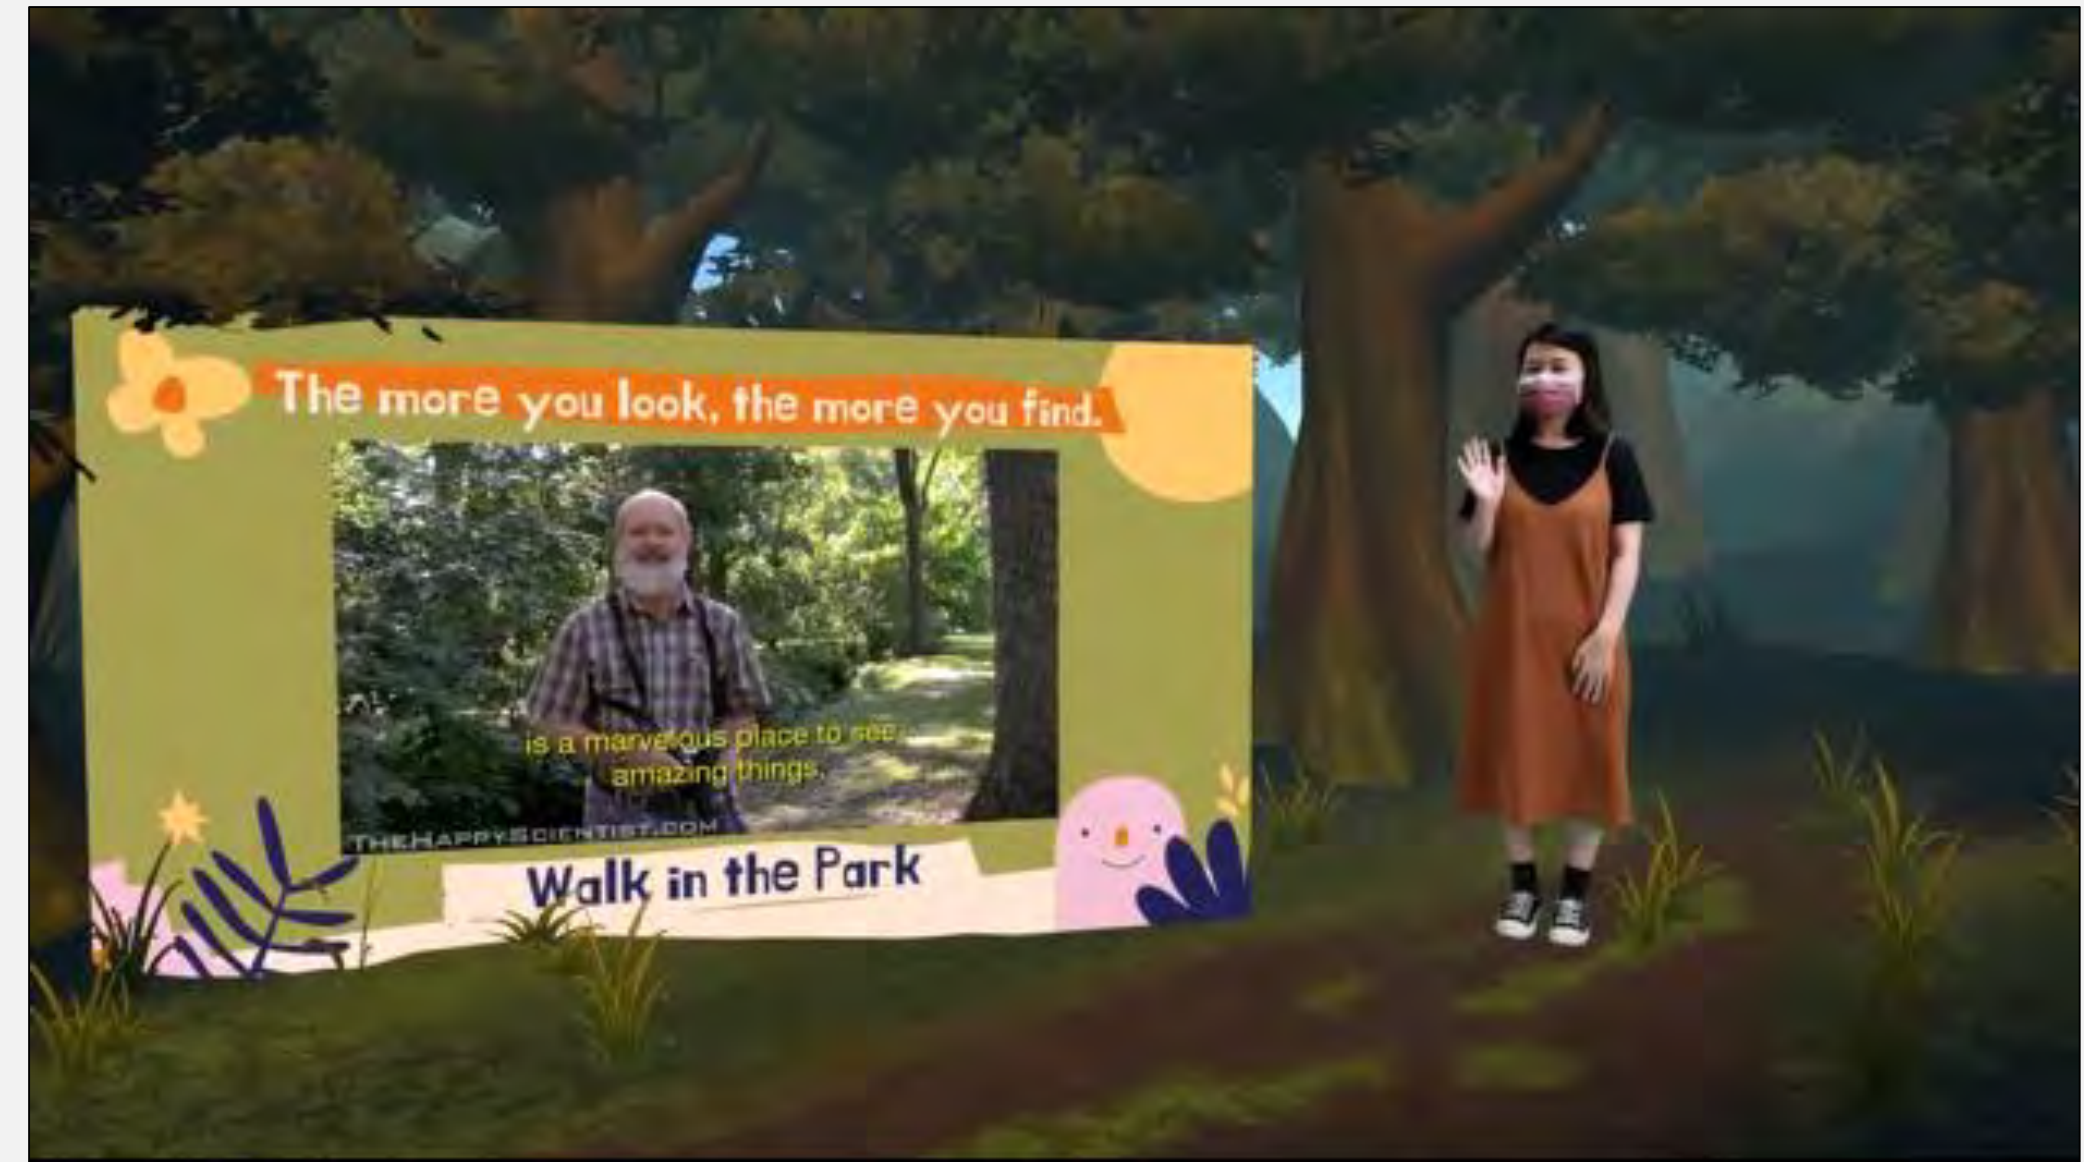 The more you look, the more you find.
is a marvelous place to see
amazing things.
THEHAPPYSCIENTIST.COM
Walk in the Park